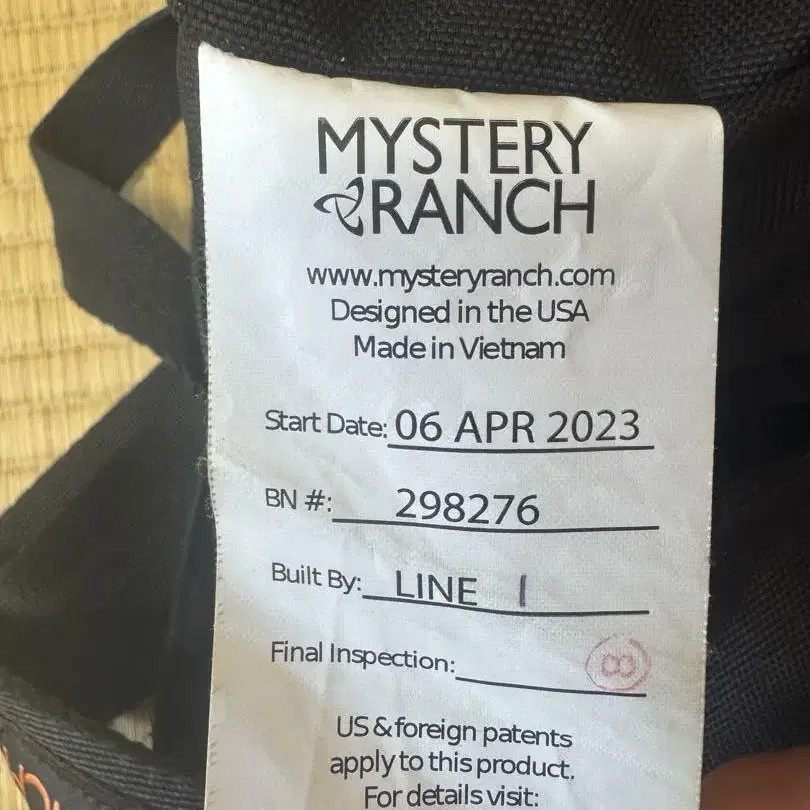 MYSTERY
RANCH
www.mysteryranch.com
Designed in the USA
Made in Vietnam
Start Date: 06 APR 2023
BN #: 298276
Built By: LINE 1
Final Inspection: 8
US & foreign patents
apply to this product.
For details visit: